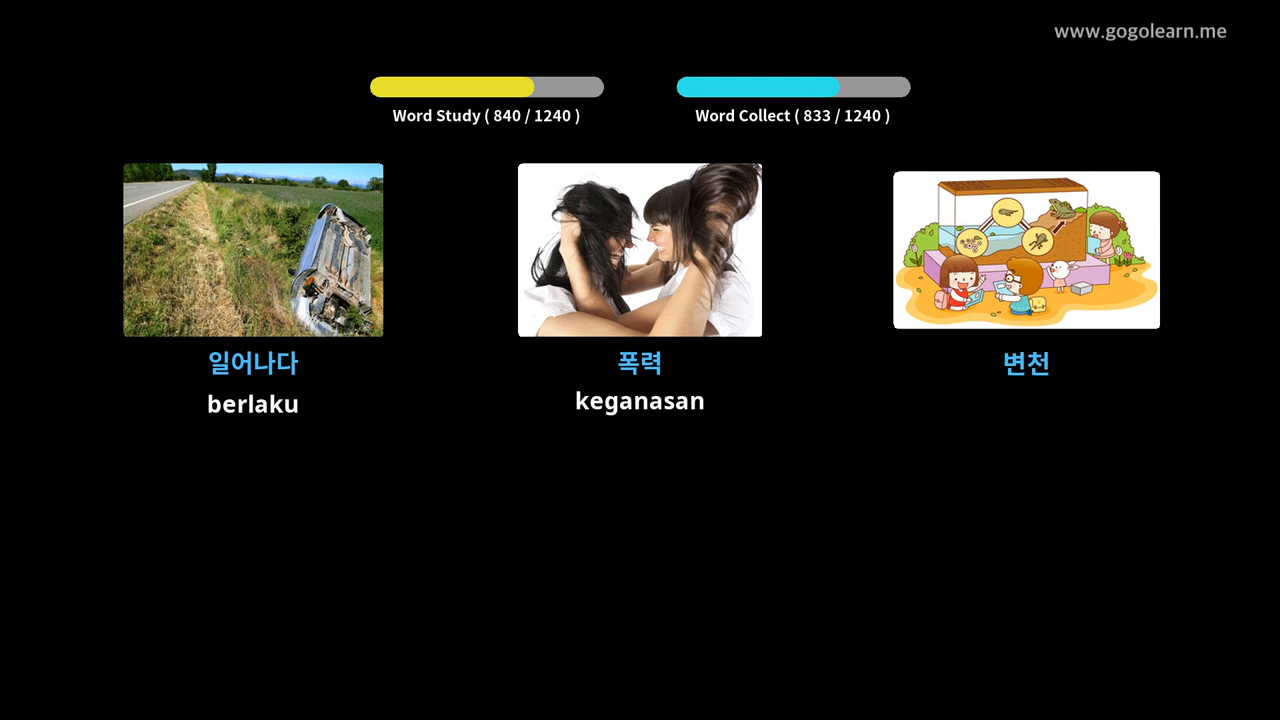 www.gogolearn.me
Word Study ( 840 / 1240 )
Word Collect ( 833 / 1240 )
일어나다
berlaku
폭력
keganasan
변천